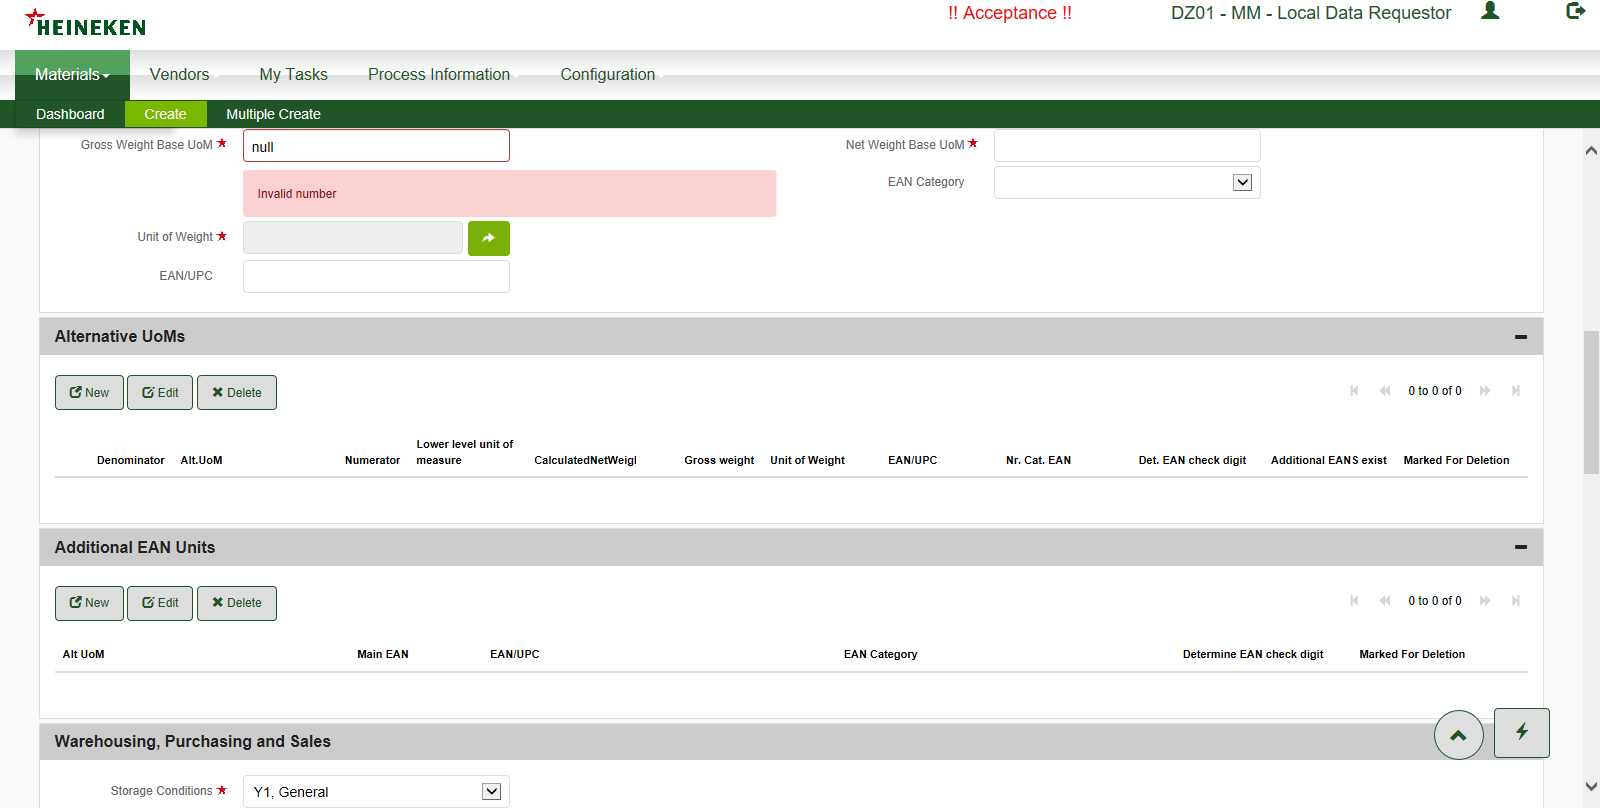 HEINEKEN
!! Acceptance !!
DZ01 - MM - Local Data Requestor
Materials
Vendors
My Tasks
Process Information
Configuration
Dashboard
Create
Multiple Create
Gross Weight Base UoM
null
Net Weight Base UoM
Invalid number
EAN Category
Unit of Weight
EAN/UPC
Alternative UoMs
New
Edit
Delete
0 to 0 of 0
Denominator
Alt.UoM
Numerator
Lower level unit of
measure
CalculatedNetWeigl
Gross weight
Unit of Weight
EAN/UPC
Nr. Cat. EAN
Det. EAN check digit
Additional EANS exist
Marked For Deletion
Additional EAN Units
New
Edit
Delete
0 to 0 of 0
Alt UoM
Main EAN
EAN/UPC
EAN Category
Determine EAN check digit
Marked For Deletion
Warehousing, Purchasing and Sales
Storage Conditions
Y1, General